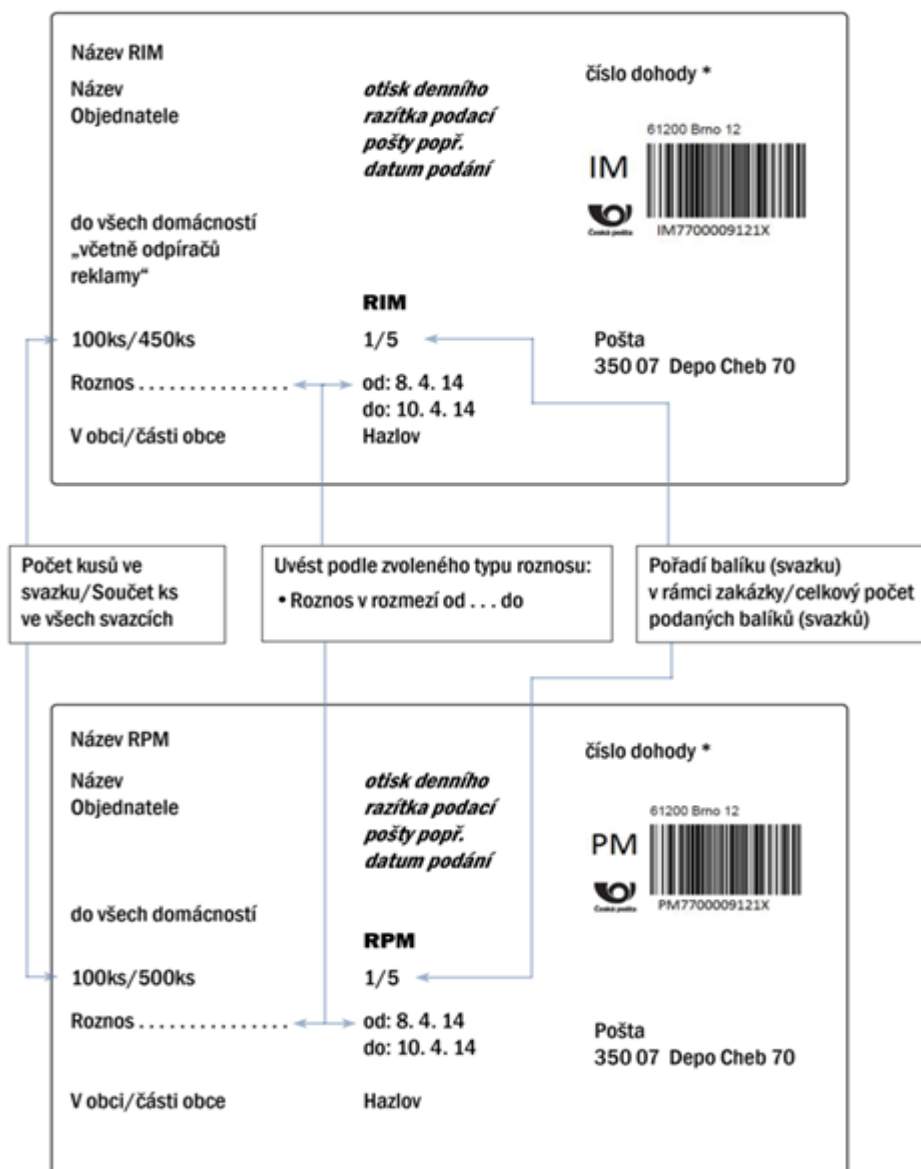 Název RIM
číslo dohody *
Název
Objednatele
otisk denního
razítka podací
pošty popř.
datum podání
61200 Brno 12
IM
Česká pošta
IM7700009121X
do všech domácností
„včetně odpíračů
reklamy“
RIM
100ks/450ks
1/5
Pošta
350 07 Depo Cheb 70
Roznos . . . . . . . . . . . . . . .
od: 8. 4. 14
do: 10. 4. 14
V obci/části obce
Hazlov
Počet kusů ve
svazku/Součet ks
ve všech svazcích
Uvést podle zvoleného typu roznosu:
• Roznos v rozmezí od . . . do
Pořadí balíku (svazku)
v rámci zakázky/celkový počet
podaných balíků (svazků)
Název RPM
číslo dohody *
Název
Objednatele
otisk denního
razítka podací
pošty popř.
datum podání
61200 Brno 12
PM
Česká pošta
PM7700009121X
do všech domácností
RPM
100ks/500ks
1/5
Roznos . . . . . . . . . . . . . . .
od: 8. 4. 14
do: 10. 4. 14
Pošta
350 07 Depo Cheb 70
V obci/části obce
Hazlov